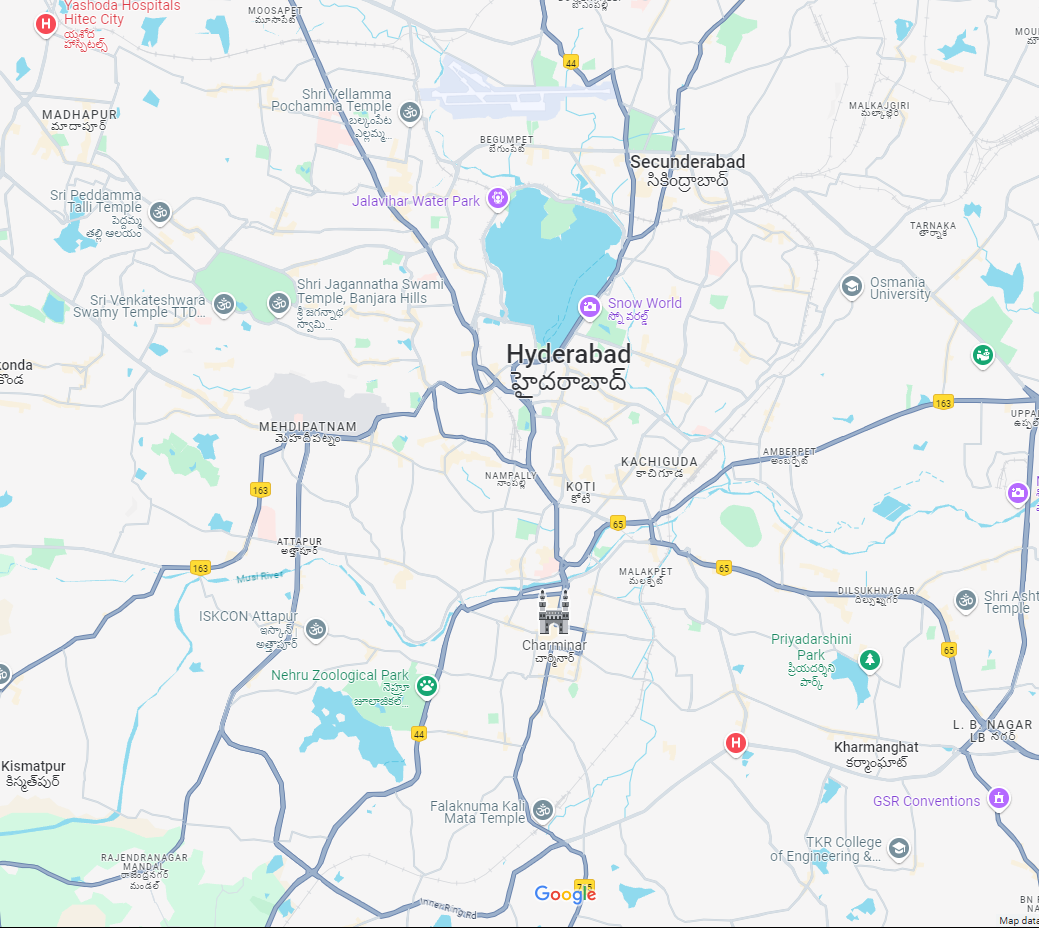 Yashoda Hospitals
Hitec City
యశోద
హాస్పిటల్స్
MOOSAPET
మూసాపేట్
44
MADHAPUR
మాదాపూర్
Shri Yellamma
Pochamma Temple
బల్కంపేట
ఎల్లమ్మ...
BEGUMPET
బేగంపేట్
MALKAJGIRI
మల్కాజ్గిరి
Secunderabad
సికింద్రాబాద్
Sri Peddamma
Talli Temple
పెద్దమ్మ
తల్లి ఆలయం
Jalavihar Water Park
TARNAKA
తార్నాక
Shri Jagannatha Swami
Temple, Banjara Hills
శ్రీ జగన్నాథ
స్వామి...
Sri Venkateshwara
Swamy Temple TTD...
Osmania
University
Snow World
స్నో వరల్డ్
Hyderabad
హైదరాబాద్
onda
కొండ
163
MEHDIPATNAM
మెహదీపట్నం
UPPA
ఉప్పల్
AMBERPET
అంబర్పేట్
KACHIGUDA
కాచిగూడ
NAMPALLY
నాంపల్లి
KOTI
కోటి
163
65
ATTAPUR
అత్తాపూర్
163
Musi River
65
MALAKPET
మలక్పేట్
DILSUKHNAGAR
దిల్సుఖ్నగర్
Shri Asht
Temple
ISKCON Attapur
ఇస్కాన్,
అత్తాపూర్
Charminar
చార్మినార్
Priyadarshini
Park
ప్రియదర్శిని
పార్క్
65
Nehru Zoological Park
నెహ్రూ
జూలాజికల్...
44
L. B. NAGAR
LB నగర్
Kharmanghat
కర్మాంఘాట్
Kismatpur
కిస్మత్‌పుర్
GSR Conventions
Falaknuma Kali
Mata Temple
TKR College
of Engineering &...
RAJENDRANAGAR
MANDAL
రాజేంద్రనగర్
మండల్
Google
Inner Ring Rd
BN R
NA
Map data